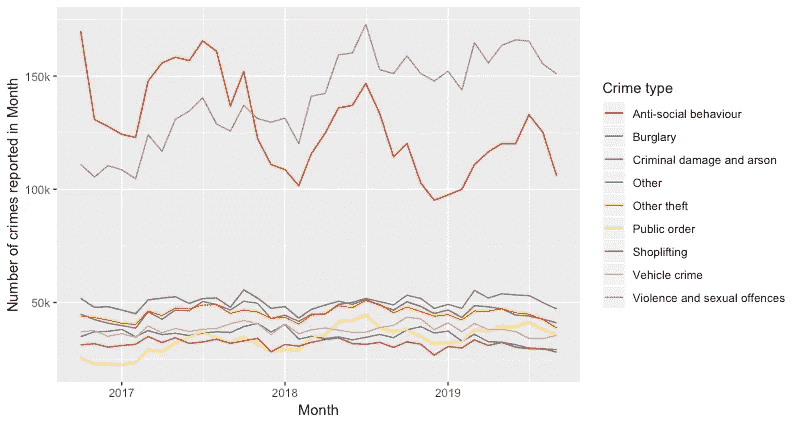 Number of crimes reported in Month
150k
100k
50k
2017
2018
2019
Month
Crime type
Anti-social behaviour
Burglary
Criminal damage and arson
Other
Other theft
Public order
Shoplifting
Vehicle crime
Violence and sexual offences